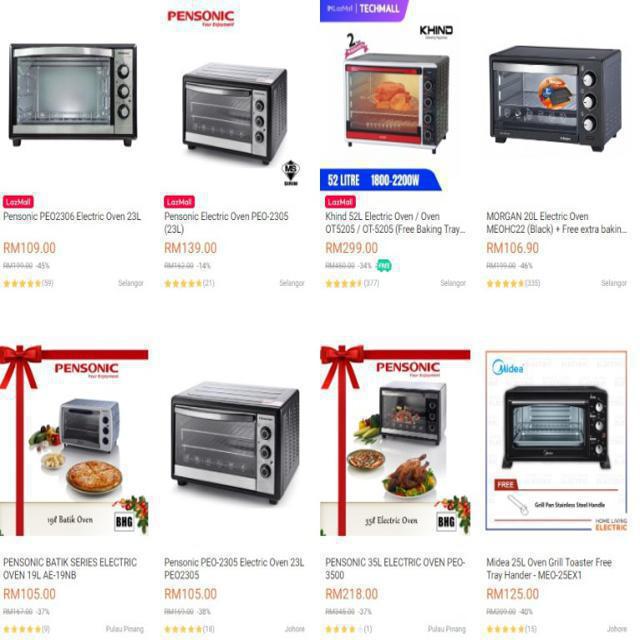 PENSONIC
Your Enjoyment
LazMall TECHMALL
KHIND
2
52 LITRE 1800-2200W
MS
SIRIM
LazMall
Pensonic PEO2306 Electric Oven 23L
RM109.00
RM199.00 -45%
(59) Selangor
LazMall
Pensonic Electric Oven PEO-2305
(23L)
RM139.00
RM162.00 -14%
(21) Selangor
LazMall
Khind 52L Electric Oven / Oven
OT5205 / OT-5205 (Free Baking Tray...
RM299.00
RM450.00 -34% FREE
(377) Selangor
MORGAN 20L Electric Oven
MEOHC22 (Black) + Free extra bakin...
RM106.90
RM199.00 -46%
(335) Selangor
PENSONIC
Your Enjoyment
19l Batik Oven
BHG
PENSONIC
Your Enjoyment
35l Electric Oven
BHG
Midea
FREE
Grill Pan Stainless Steel Handle
HOME LIVING
ELECTRIC
PENSONIC BATIK SERIES ELECTRIC
OVEN 19L AE-19NB
RM105.00
RM167.00 -37%
(9) Pulau Pinang
Pensonic PEO-2305 Electric Oven 23L
PEO2305
RM105.00
RM169.00 -38%
(18) Johore
PENSONIC 35L ELECTRIC OVEN PEO-
3500
RM218.00
RM345.00 -37%
(1) Pulau Pinang
Midea 25L Oven Grill Toaster Free
Tray Hander - MEO-25EX1
RM125.00
RM209.00 -40%
(15) Johore